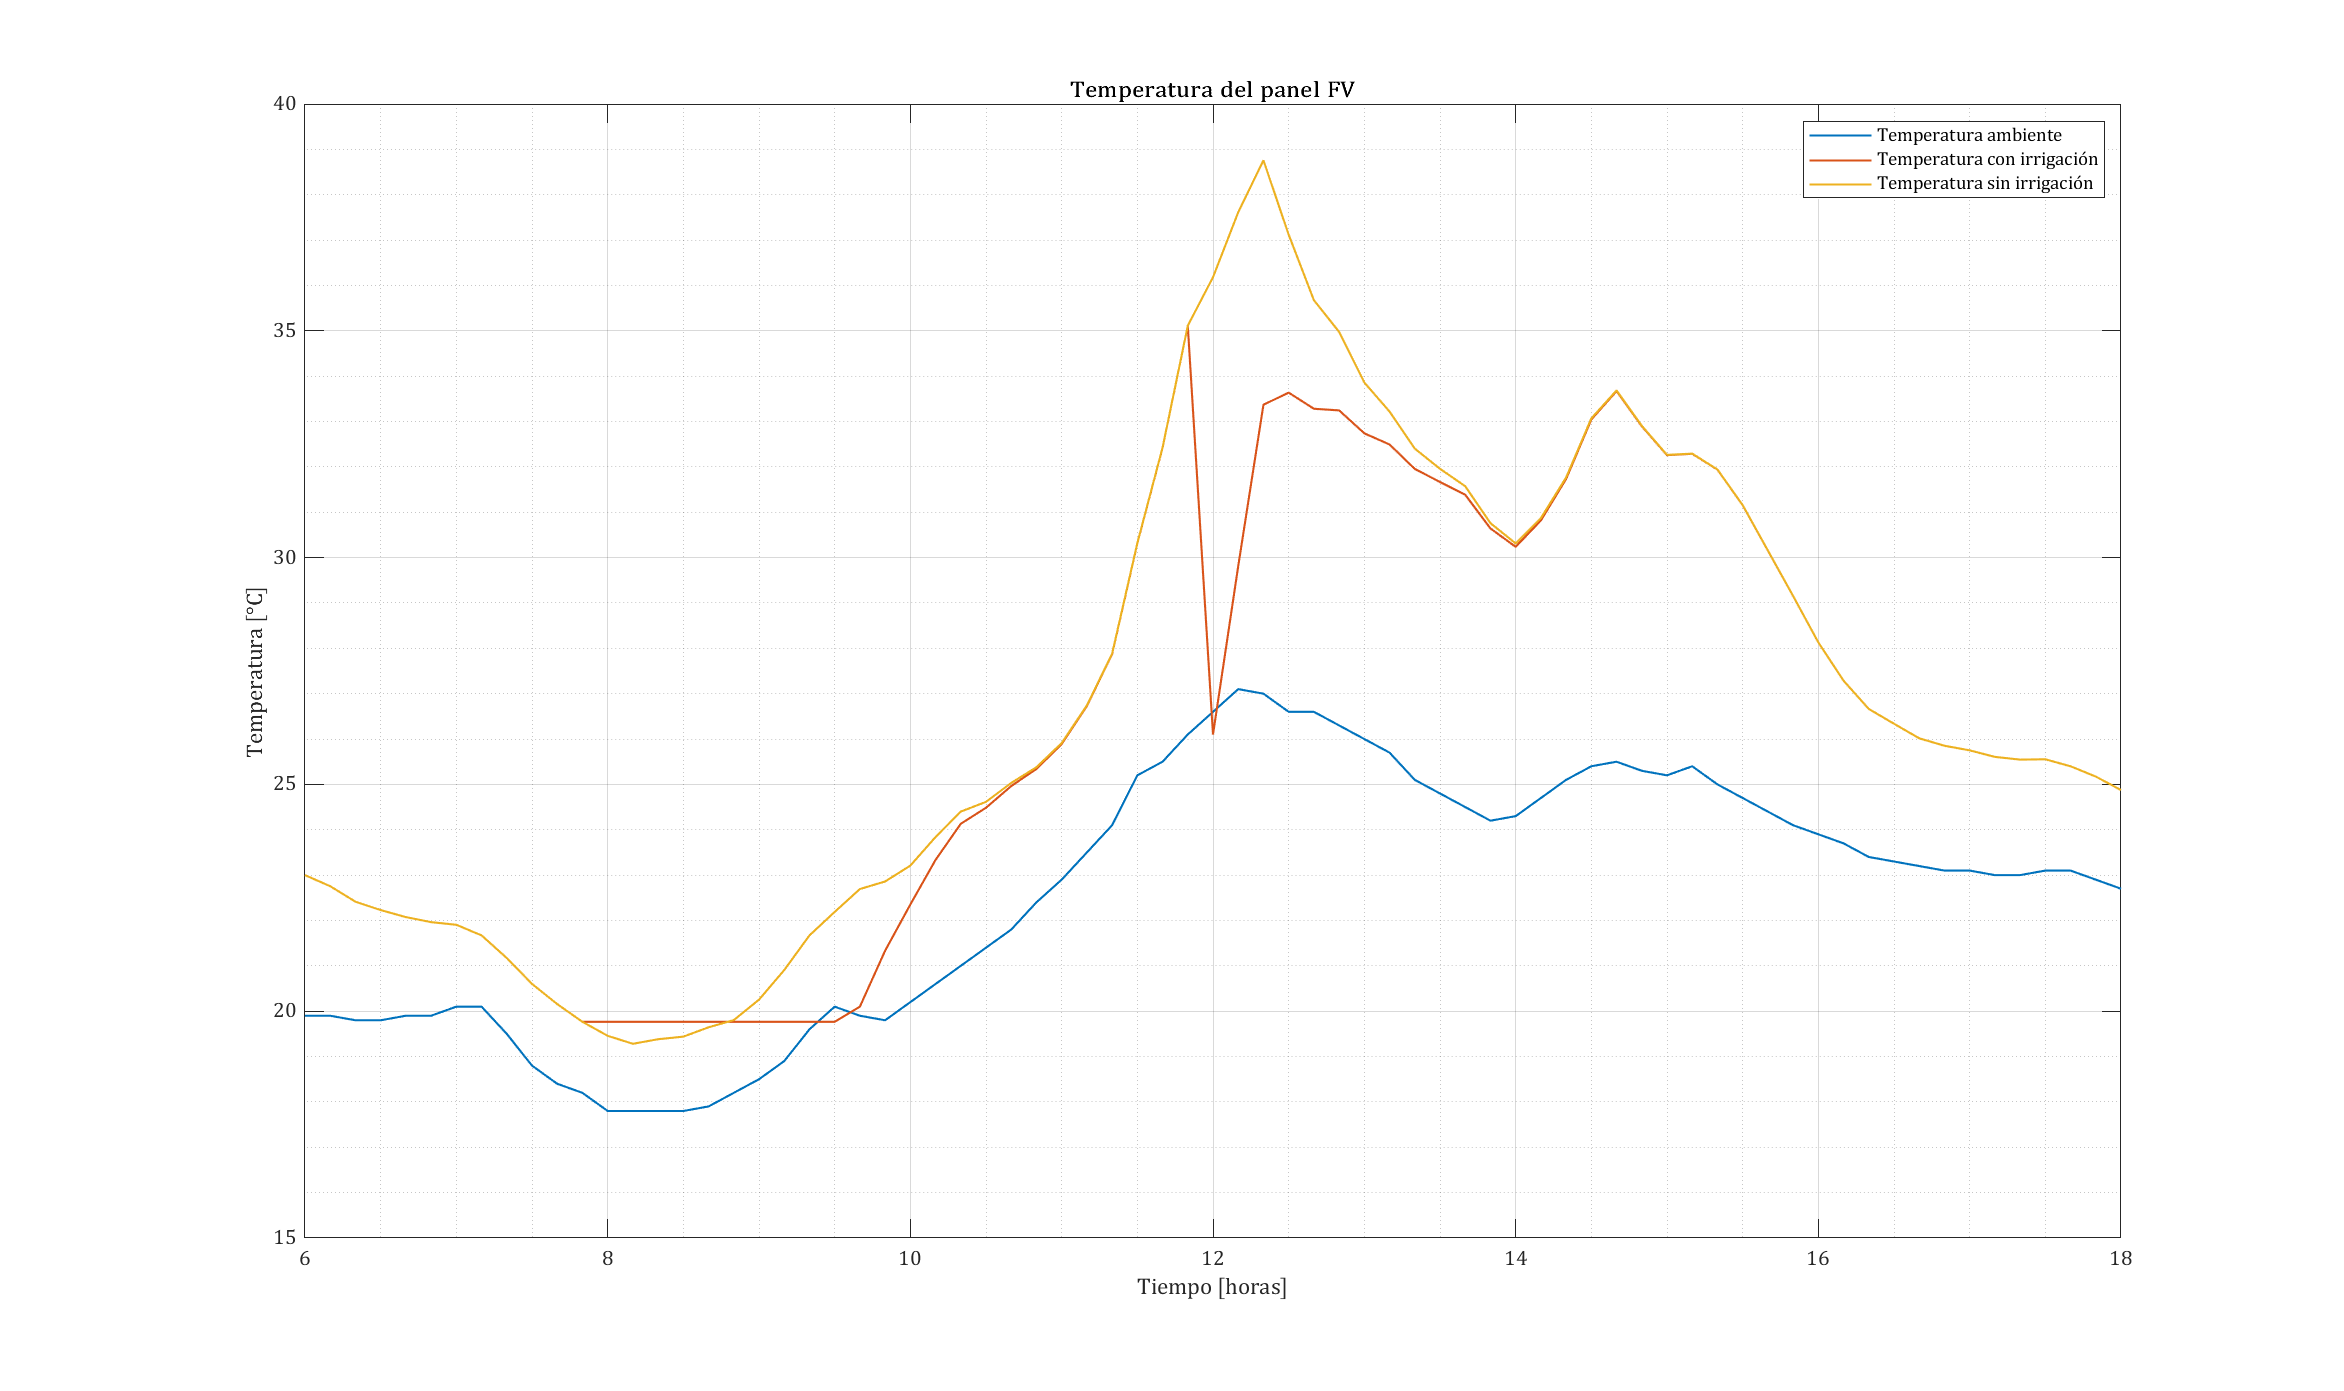 Temperatura del panel FV
Temperatura ambiente
Temperatura con irrigación
Temperatura sin irrigación
40
35
30
25
20
15
Temperatura [°C]
6 8 10 12 14 16 18
Tiempo [horas]